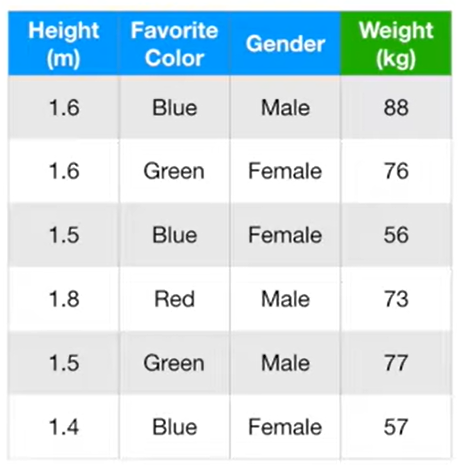 Height (m) Favorite Color Gender Weight (kg)
1.6 Blue Male 88
1.6 Green Female 76
1.5 Blue Female 56
1.8 Red Male 73
1.5 Green Male 77
1.4 Blue Female 57